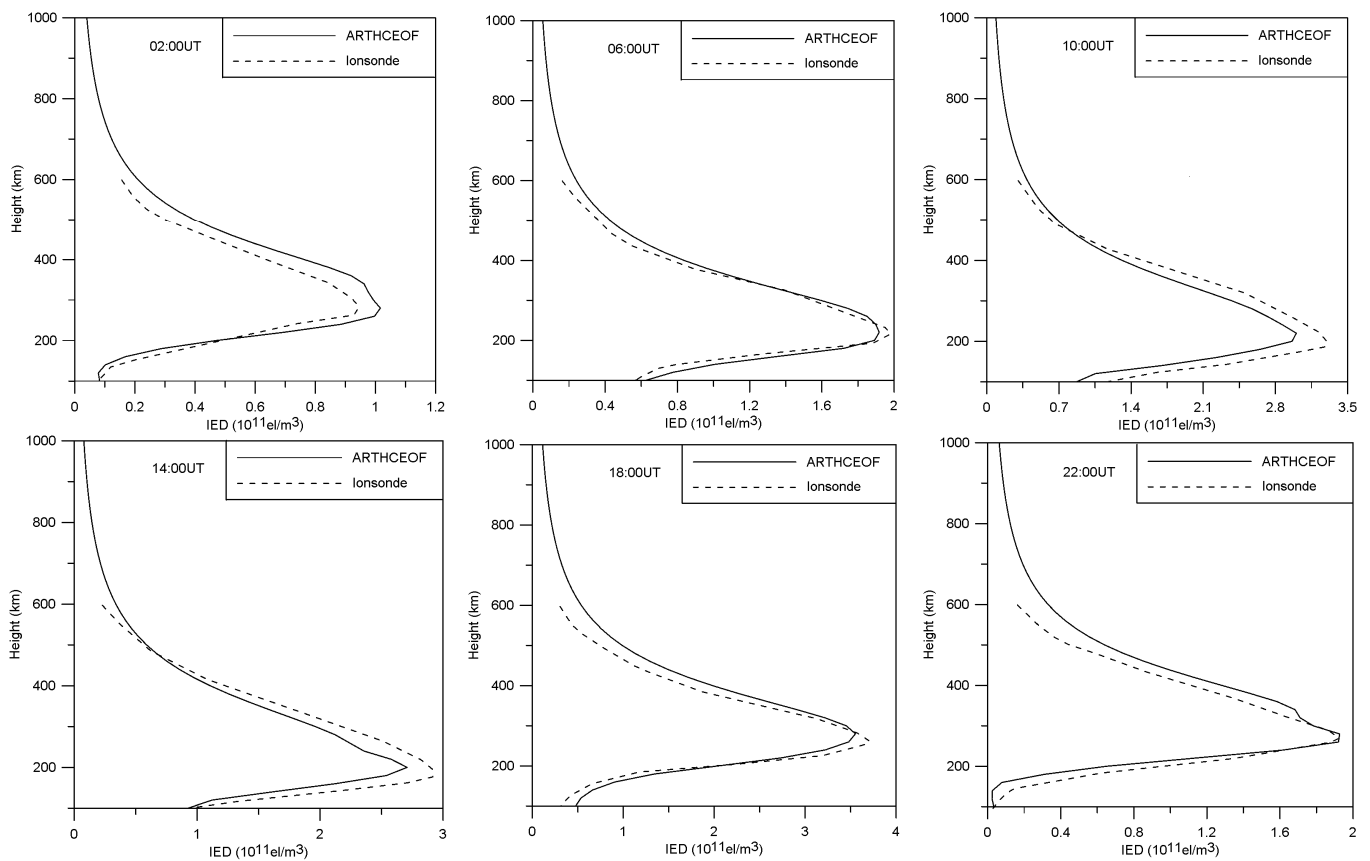 1000
800
600
400
200
Height (km)
02:00UT
ARTHCEOF
Ionsonde
0 0.2 0.4 0.6 0.8 1 1.2
IED (10¹¹el/m³)
1000
800
600
400
200
Height (km)
06:00UT
ARTHCEOF
Ionsonde
0 0.4 0.8 1.2 1.6 2
IED (10¹¹el/m³)
1000
800
600
400
200
Height (km)
10:00UT
ARTHCEOF
Ionsonde
0 0.7 1.4 2.1 2.8 3.5
IED (10¹¹el/m³)
1000
800
600
400
200
Height (km)
14:00UT
ARTHCEOF
Ionsonde
0 1 2 3
IED (10¹¹el/m³)
1000
800
600
400
200
Height (km)
18:00UT
ARTHCEOF
Ionsonde
0 1 2 3 4
IED (10¹¹el/m³)
1000
800
600
400
200
Height (km)
22:00UT
ARTHCEOF
Ionsonde
0 0.4 0.8 1.2 1.6 2
IED (10¹¹el/m³)